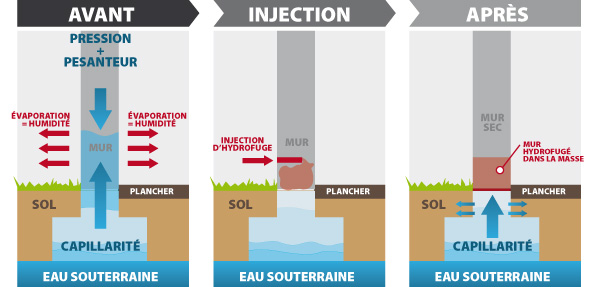 AVANT
PRESSION
+
PESANTEUR
ÉVAPORATION
= HUMIDITÉ
ÉVAPORATION
= HUMIDITÉ
MUR
PLANCHER
SOL
CAPILLARITÉ
EAU SOUTERRAINE
INJECTION
INJECTION
D'HYDROFUGE
MUR
PLANCHER
SOL
EAU SOUTERRAINE
APRÈS
MUR
SEC
MUR
HYDROFUGÉ
DANS LA MASSE
PLANCHER
SOL
CAPILLARITÉ
EAU SOUTERRAINE